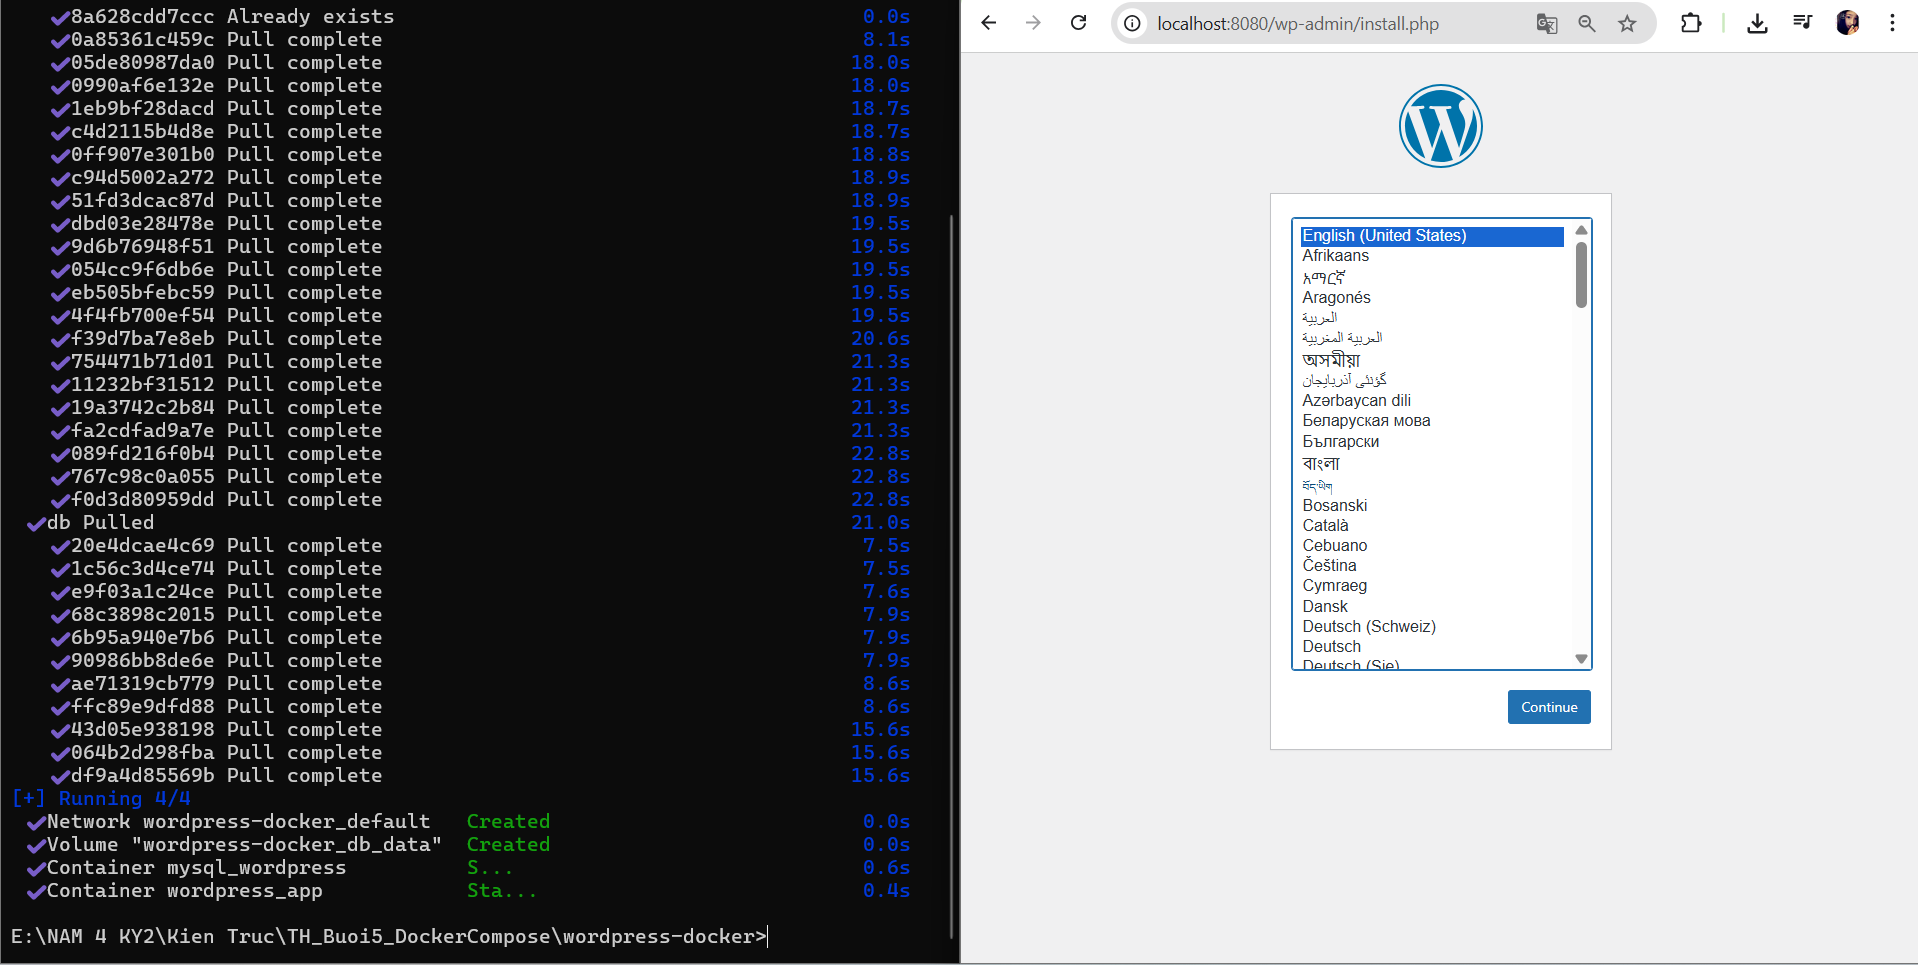 ✔8a628cdd7ccc Already exists 0.0s
✔0a85361c459c Pull complete 8.1s
✔05de80987da0 Pull complete 18.0s
✔0990af6e132e Pull complete 18.0s
✔1eb9bf28dacd Pull complete 18.7s
✔c4d2115b4d8e Pull complete 18.7s
✔0ff907e301b0 Pull complete 18.8s
✔c94d5002a272 Pull complete 18.9s
✔51fd3dcac87d Pull complete 18.9s
✔dbd03e28478e Pull complete 19.5s
✔9d6b76948f51 Pull complete 19.5s
✔054cc9f6db6e Pull complete 19.5s
✔eb505bfebc59 Pull complete 19.5s
✔4f4fb700ef54 Pull complete 19.5s
✔f39d7ba7e8eb Pull complete 20.6s
✔754471b71d01 Pull complete 21.3s
✔11232bf31512 Pull complete 21.3s
✔19a3742c2b84 Pull complete 21.3s
✔fa2cdfad9a7e Pull complete 21.3s
✔089fd216f0b4 Pull complete 22.8s
✔767c98c0a055 Pull complete 22.8s
✔f0d3d80959dd Pull complete 22.8s
✔db Pulled 21.0s
✔20e4dcae4c69 Pull complete 7.5s
✔1c56c3d4ce74 Pull complete 7.5s
✔e9f03a1c24ce Pull complete 7.6s
✔68c3898c2015 Pull complete 7.9s
✔6b95a940e7b6 Pull complete 7.9s
✔90986bb8de6e Pull complete 7.9s
✔ae71319cb779 Pull complete 8.6s
✔ffc89e9dfd88 Pull complete 8.6s
✔43d05e938198 Pull complete 15.6s
✔064b2d298fba Pull complete 15.6s
✔df9a4d85569b Pull complete 15.6s
[+] Running 4/4
✔Network wordpress-docker_default Created 0.0s
✔Volume "wordpress-docker_db_data" Created 0.0s
✔Container mysql_wordpress S... 0.6s
✔Container wordpress_app Sta... 0.4s
E:\NAM 4 KY2\Kien Truc\TH_Buoi5_DockerCompose\wordpress-docker>
localhost:8080/wp-admin/install.php
English (United States)
Afrikaans
አማርኛ
Aragonés
العربية
العربية المغربية
অসমীয়া
گؤنئی آذربایجان
Azərbaycan dili
Беларуская мова
Български
বাংলা
བོད་ཡིག
Bosanski
Català
Cebuano
Čeština
Cymraeg
Dansk
Deutsch (Schweiz)
Deutsch
Deutsch (Sie)
Continue